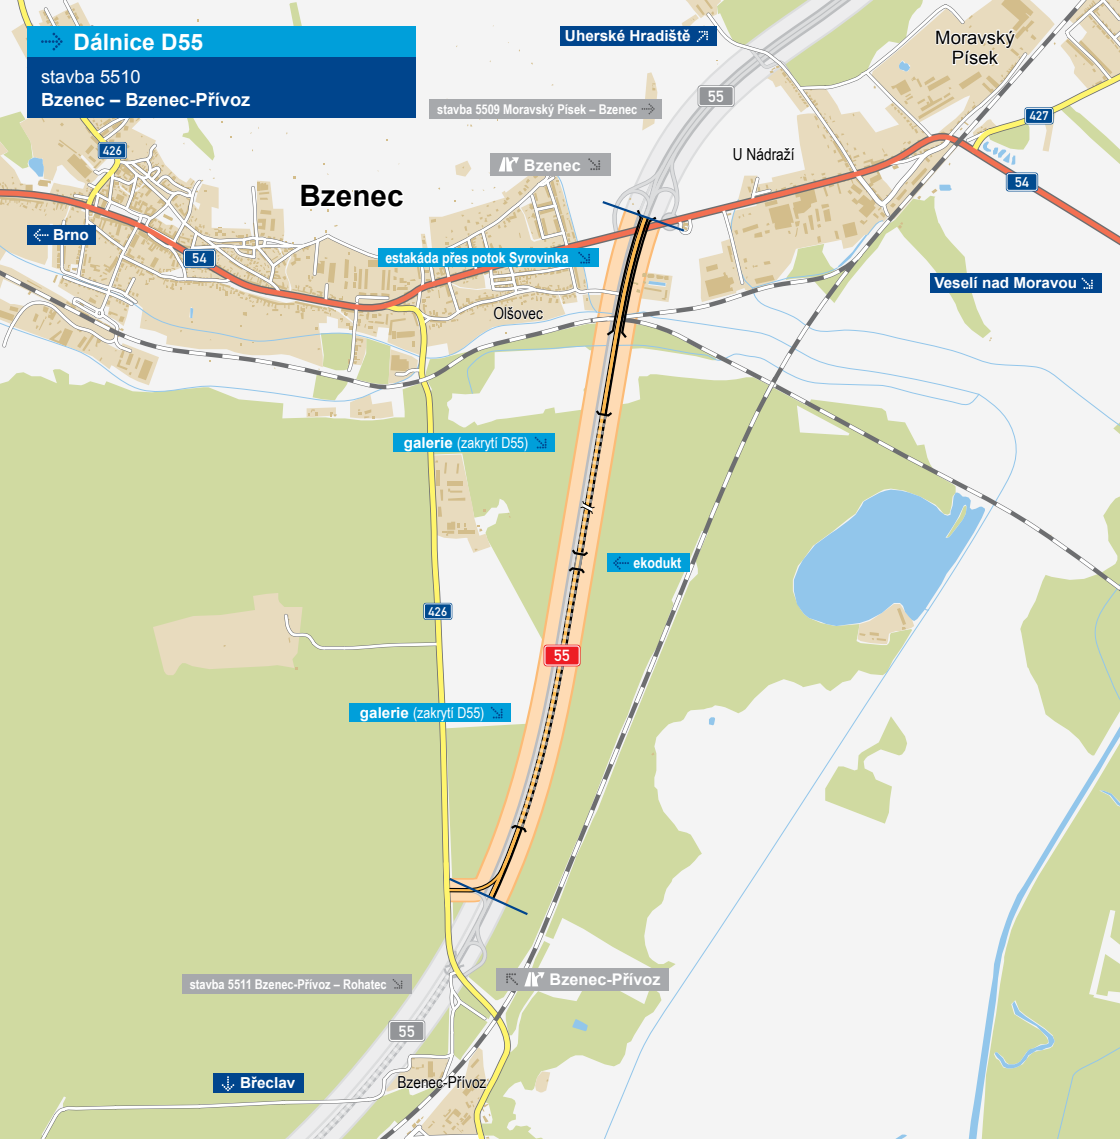 Dálnice D55
stavba 5510
Bzenec – Bzenec-Přívoz
Uherské Hradiště
Moravský
Písek
55
stavba 5509 Moravský Písek – Bzenec
427
426
U Nádraží
Bzenec
54
Bzenec
Brno
54
estakáda přes potok Syrovinka
Veselí nad Moravou
Olšovec
galerie (zakrytí D55)
ekodukt
426
55
galerie (zakrytí D55)
stavba 5511 Bzenec-Přívoz – Rohatec
Bzenec-Přívoz
55
Břeclav
Bzenec-Přívoz